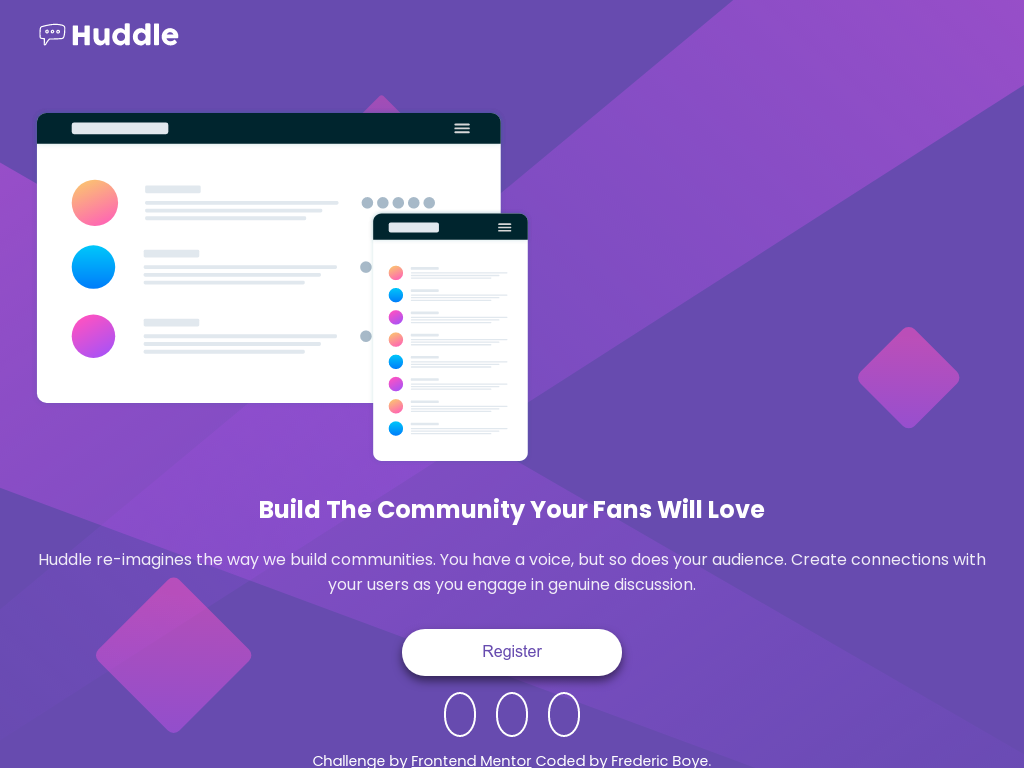 Huddle
Build The Community Your Fans Will Love
Huddle re-imagines the way we build communities. You have a voice, but so does your audience. Create connections with
your users as you engage in genuine discussion.
Register
Challenge by Frontend Mentor Coded by Frederic Boye.